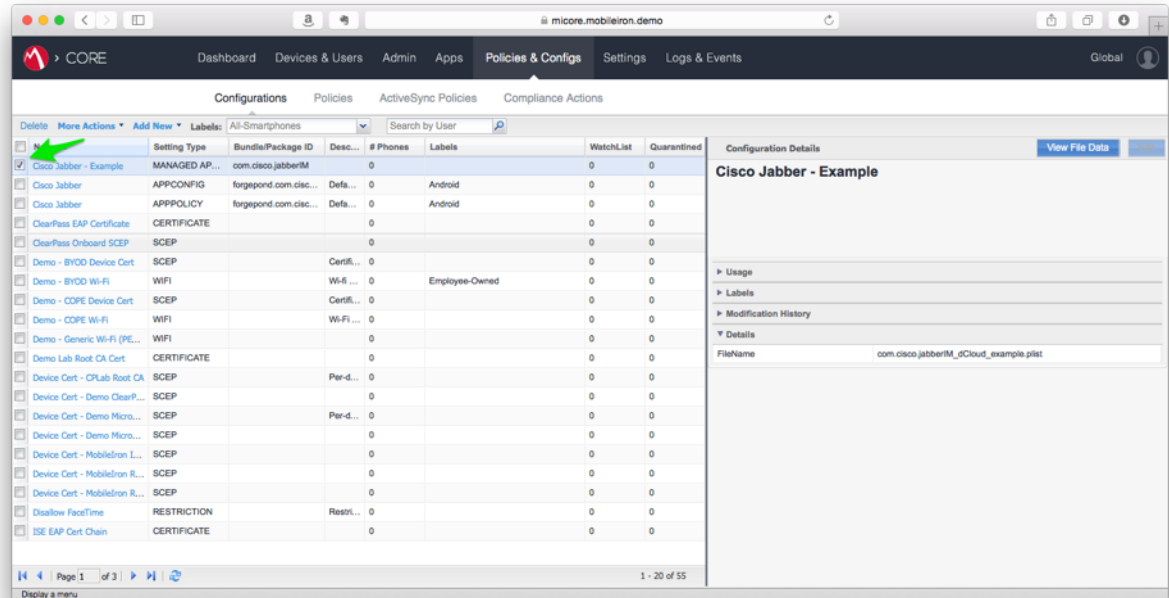 micore.mobileiron.demo
CORE Dashboard Devices & Users Admin Apps Policies & Configs Settings Logs & Events Global
Configurations Policies ActiveSync Policies Compliance Actions
Delete More Actions Add New Labels: All-Smartphones Search by User
Setting Type Bundle/Package ID Desc... # Phones Labels WatchList Quarantined
Cisco Jabber - Example MANAGED AP... com.cisco.jabberIM 0 0 0
Cisco Jabber APPCONFIG forgepond.com.cisc... Defa... 0 Android 0 0
Cisco Jabber APPPOLICY forgepond.com.cisc... Defa... 0 Android 0 0
ClearPass EAP Certificate CERTIFICATE 0 0 0
ClearPass Onboard SCEP SCEP 0 0 0
Demo - BYOD Device Cert SCEP Certifi... 0 0 0
Demo - BYOD Wi-Fi WIFI Wi-fi ... 0 Employee-Owned 0 0
Demo - COPE Device Cert SCEP Certifi... 0 0 0
Demo - COPE Wi-Fi WIFI Wi-Fi ... 0 0 0
Demo - Generic Wi-Fi (PE... WIFI 0 0 0
Demo Lab Root CA Cert CERTIFICATE 0 0 0
Device Cert - CPLab Root CA SCEP Per-d... 0 0 0
Device Cert - Demo ClearP... SCEP 0 0 0
Device Cert - Demo Micro... SCEP Per-d... 0 0 0
Device Cert - Demo Micro... SCEP 0 0 0
Device Cert - MobileIron I... SCEP 0 0 0
Device Cert - MobileIron R... SCEP 0 0 0
Device Cert - MobileIron R... SCEP 0 0 0
Disallow FaceTime RESTRICTION Restri... 0 0 0
ISE EAP Cert Chain CERTIFICATE 0 0 0
Page 1 of 3 1 - 20 of 55
Display a menu
Configuration Details View File Data
Cisco Jabber - Example
Usage
Labels
Modification History
Details
FileName com.cisco.jabberIM_dCloud_example.plist